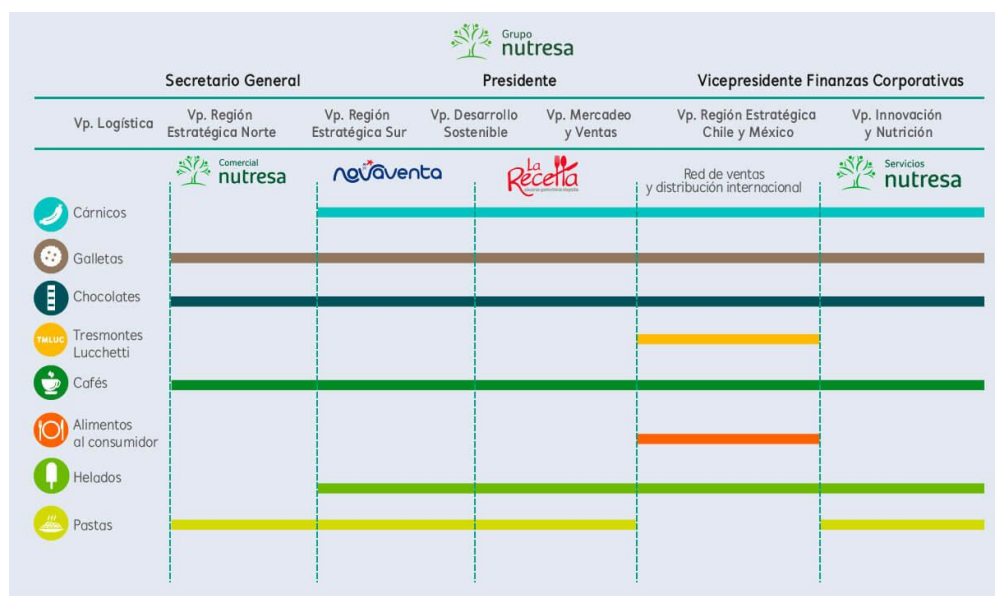 Grupo
nutresa
Secretario General
Presidente
Vicepresidente Finanzas Corporativas
Vp. Logística
Vp. Región
Estratégica Norte
Vp. Región
Estratégica Sur
Vp. Desarrollo
Sostenible
Vp. Mercadeo
y Ventas
Vp. Región Estratégica
Chile y México
Vp. Innovación
y Nutrición
Comercial
nutresa
novaventa
La
Receta
Red de ventas
y distribución internacional
Servicios
nutresa
Cárnicos
Galletas
Chocolates
TMLUC
Tresmontes
Lucchetti
Cafés
Alimentos
al consumidor
Helados
Pastas